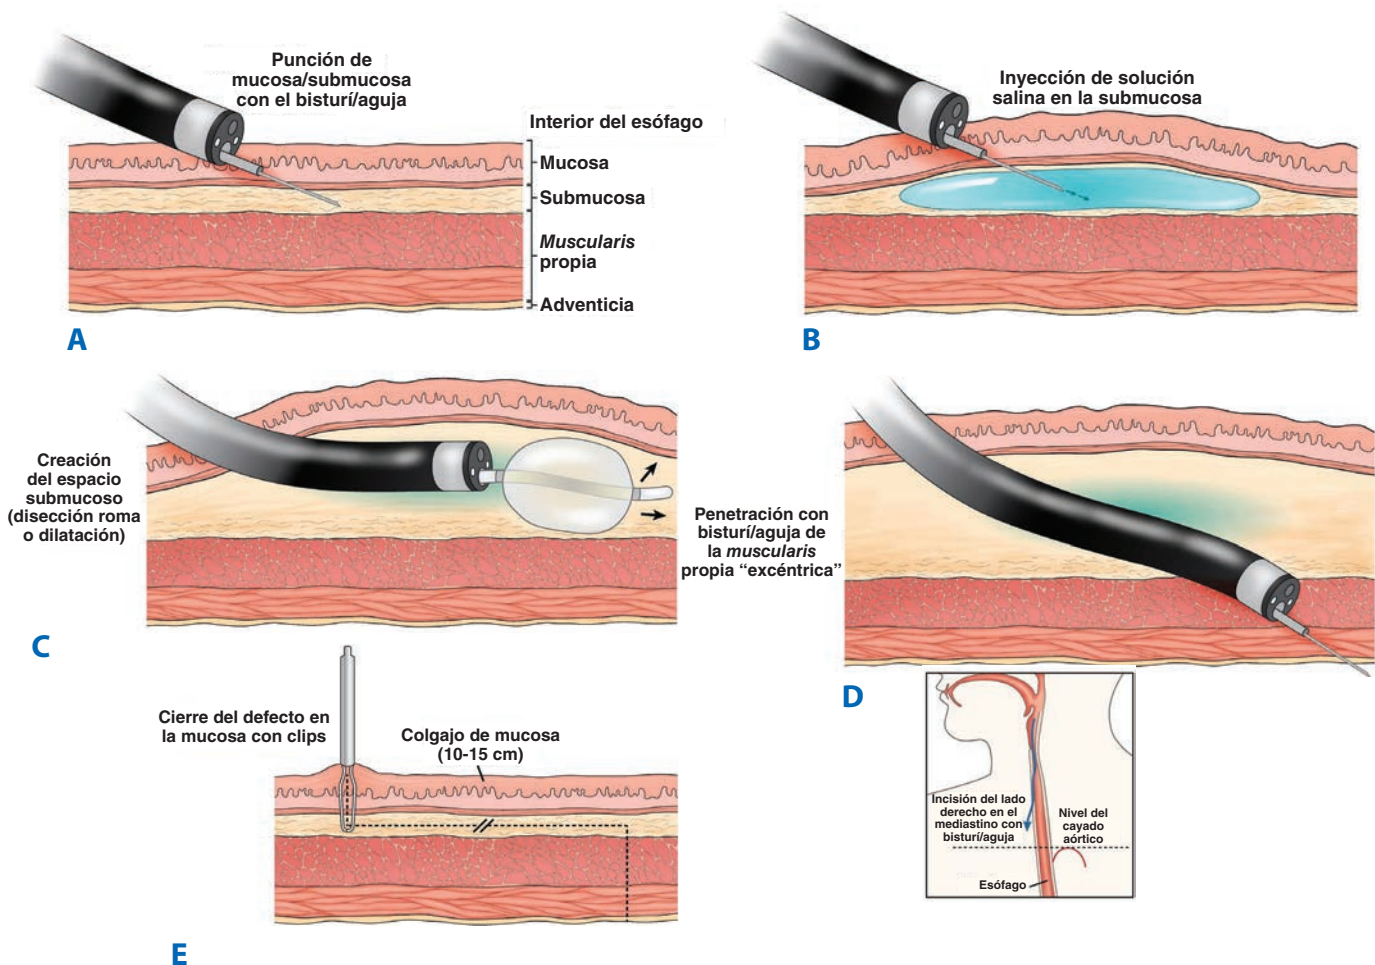 Punción de
mucosa/submucosa
con el bisturí/aguja
Interior del esófago
Mucosa
Submucosa
Muscularis
propia
Adventicia
A
Inyección de solución
salina en la submucosa
B
Creación
del espacio
submucoso
(disección roma
o dilatación)
C
Penetración con
bisturí/aguja de
la muscularis
propia “excéntrica”
D
Incisión del lado
derecho en el
mediastino con
bisturí/aguja
Nivel del
cayado
aórtico
Esófago
Cierre del defecto en
la mucosa con clips
Colgajo de mucosa
(10-15 cm)
E